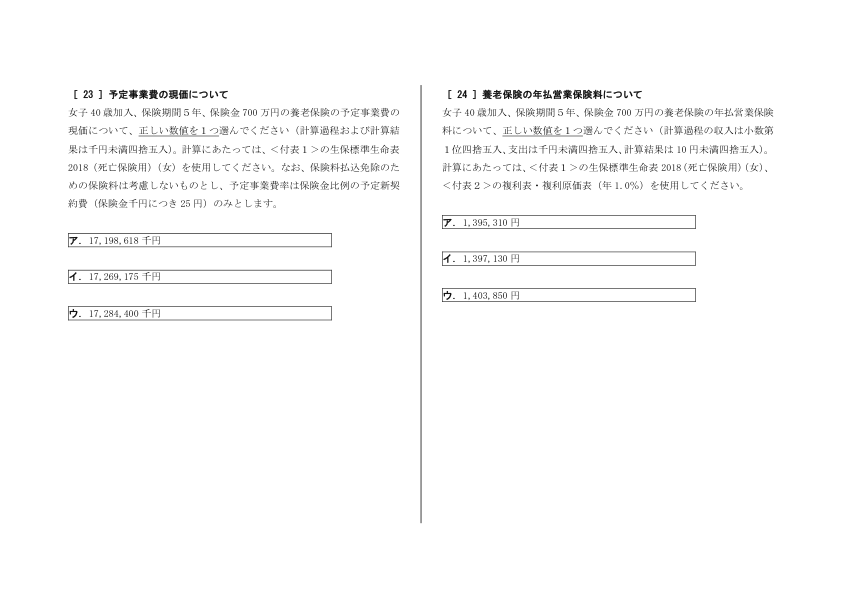 [ 23 ] 予定事業費の現価について
女子 40 歳加入、保険期間５年、保険金 700 万円の養老保険の予定事業費の
現価について、正しい数値を１つ選んでください（計算過程および計算結
果は千円未満四捨五入）。計算にあたっては、＜付表１＞の生保標準生命表
2018（死亡保険用）（女）を使用してください。なお、保険料払込免除のた
めの保険料は考慮しないものとし、予定事業費率は保険金比例の予定新契
約費（保険金千円につき 25 円）のみとします。
ア. 17,198,618 千円
イ. 17,269,175 千円
ウ. 17,284,400 千円
[ 24 ] 養老保険の年払営業保険料について
女子 40 歳加入、保険期間５年、保険金 700 万円の養老保険の年払営業保険
料について、正しい数値を１つ選んでください（計算過程の収入は小数第
１位四捨五入、支出は千円未満四捨五入、計算結果は 10 円未満四捨五入）。
計算にあたっては、＜付表１＞の生保標準生命表 2018（死亡保険用）（女）、
＜付表２＞の複利表・複利原価表（年 1.0%）を使用してください。
ア. 1,395,310 円
イ. 1,397,130 円
ウ. 1,403,850 円